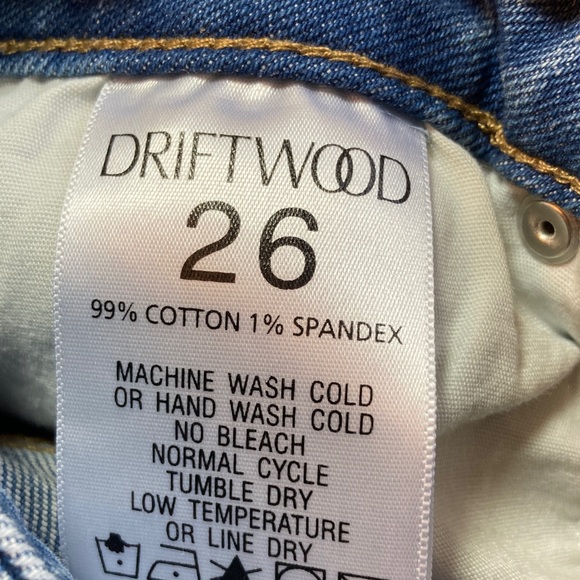 DRIFTWOOD
26
99% COTTON 1% SPANDEX
MACHINE WASH COLD
OR HAND WASH COLD
NO BLEACH
NORMAL CYCLE
TUMBLE DRY
LOW TEMPERATURE
OR LINE DRY